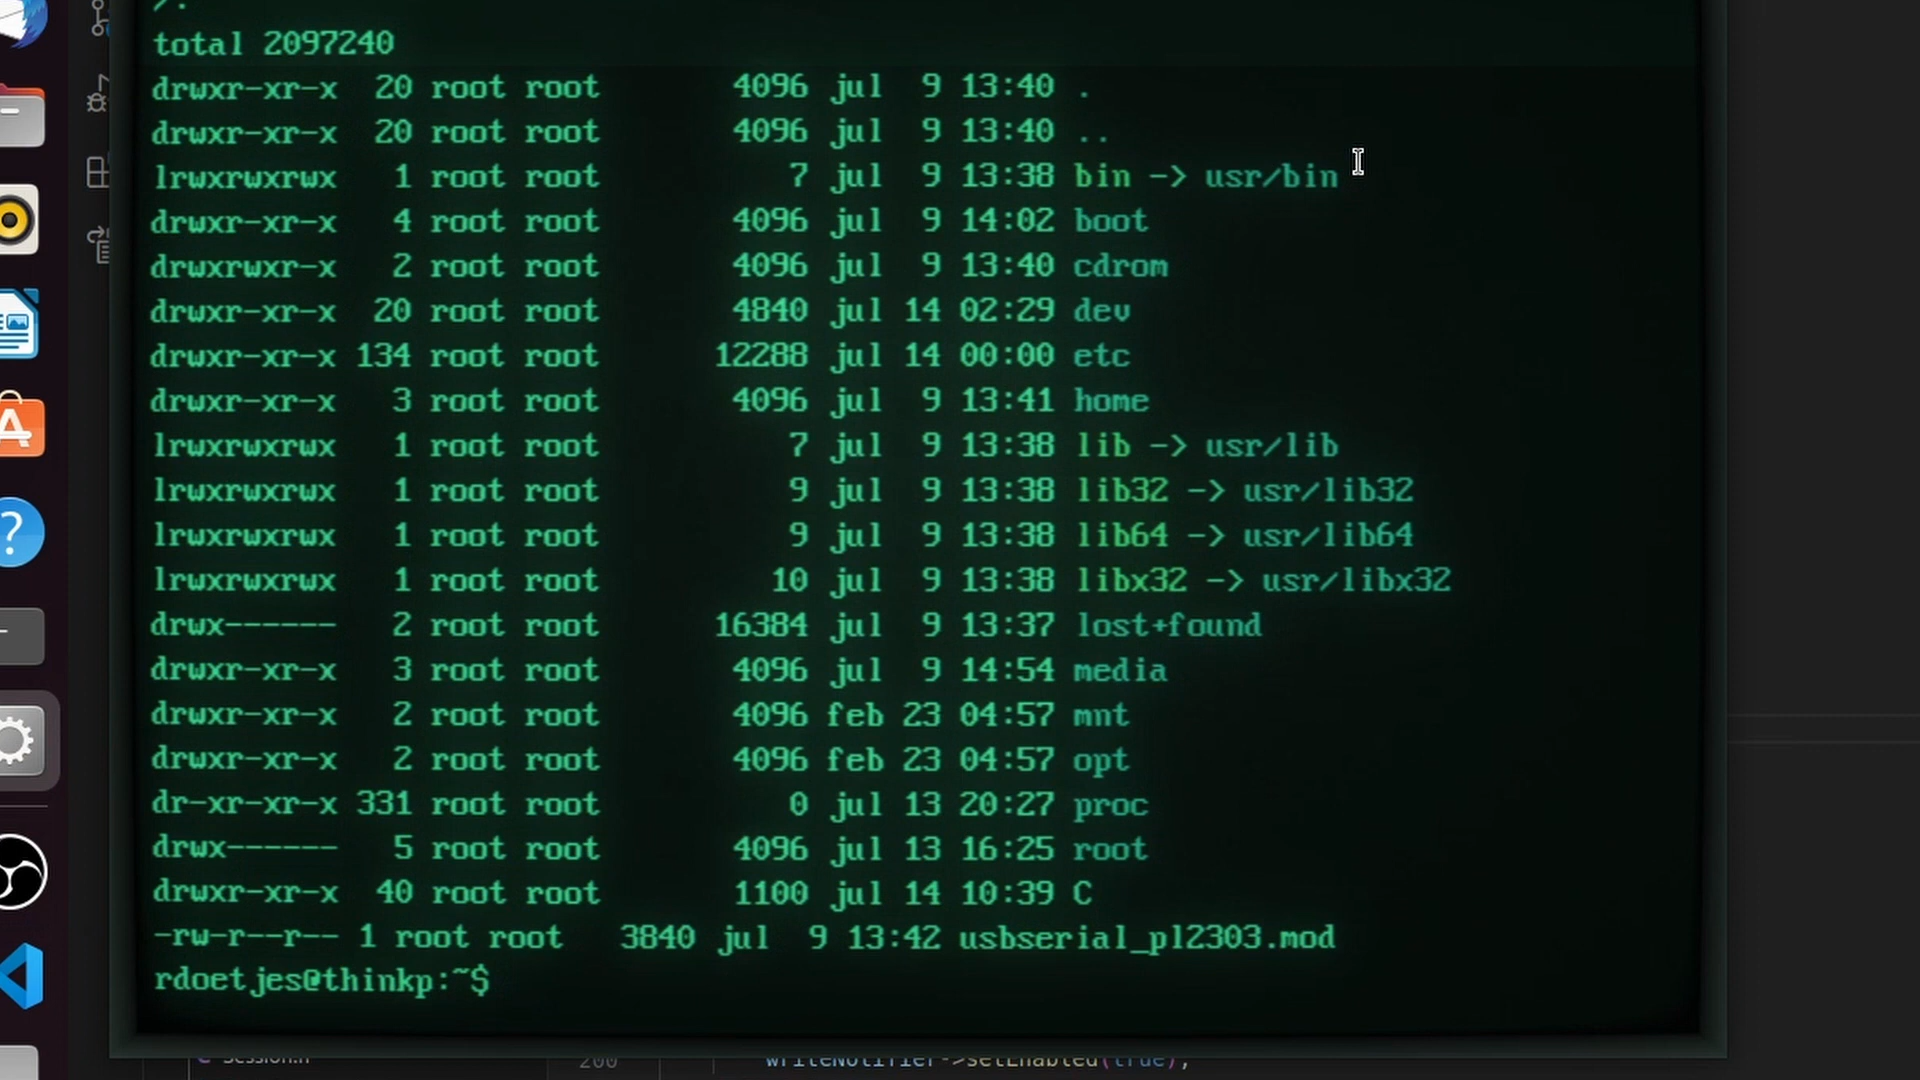 /:
total 2097240
drwxr-xr-x  20 root root       4096 jul  9 13:40 .
drwxr-xr-x  20 root root       4096 jul  9 13:40 ..
lrwxrwxrwx   1 root root          7 jul  9 13:38 bin -> usr/bin
drwxr-xr-x   4 root root       4096 jul  9 14:02 boot
drwxrwxr-x   2 root root       4096 jul  9 13:40 cdrom
drwxr-xr-x  20 root root       4840 jul 14 02:29 dev
drwxr-xr-x 134 root root      12288 jul 14 00:00 etc
drwxr-xr-x   3 root root       4096 jul  9 13:41 home
lrwxrwxrwx   1 root root          7 jul  9 13:38 lib -> usr/lib
lrwxrwxrwx   1 root root          9 jul  9 13:38 lib32 -> usr/lib32
lrwxrwxrwx   1 root root          9 jul  9 13:38 lib64 -> usr/lib64
lrwxrwxrwx   1 root root         10 jul  9 13:38 libx32 -> usr/libx32
drwx------   2 root root      16384 jul  9 13:37 lost+found
drwxr-xr-x   3 root root       4096 jul  9 14:54 media
drwxr-xr-x   2 root root       4096 feb 23 04:57 mnt
drwxr-xr-x   2 root root       4096 feb 23 04:57 opt
dr-xr-xr-x 331 root root          0 jul 13 20:27 proc
drwx------   5 root root       4096 jul 13 16:25 root
drwxr-xr-x  40 root root       1100 jul 14 10:39 C
-rw-r--r-- 1 root root   3840 jul  9 13:42 usbserial_pl2303.mod
rdoetjes@thinkp:~$
Session.h
200 writeNotifier->setEnabled(true);